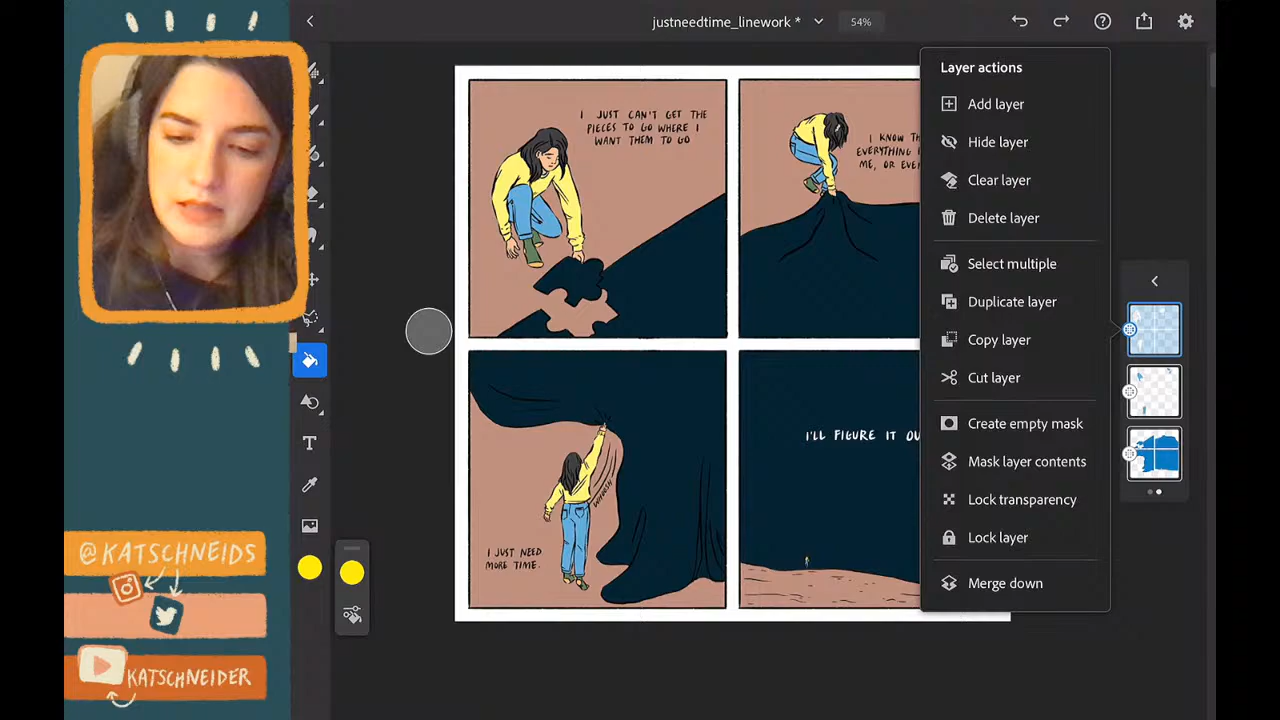 justneedtime_linework *
54%
Layer actions
Add layer
Hide layer
Clear layer
Delete layer
Select multiple
Duplicate layer
Copy layer
Cut layer
Create empty mask
Mask layer contents
Lock transparency
Lock layer
Merge down
I JUST CAN'T GET THE
PIECES TO GO WHERE I
WANT THEM TO GO
I KNOW
EVERYTHING
ME, OR
I JUST NEED
MORE TIME.
WHOOSH
I'LL FIGURE IT
T
@KATSCHNEIDS
KATSCHNEIDER